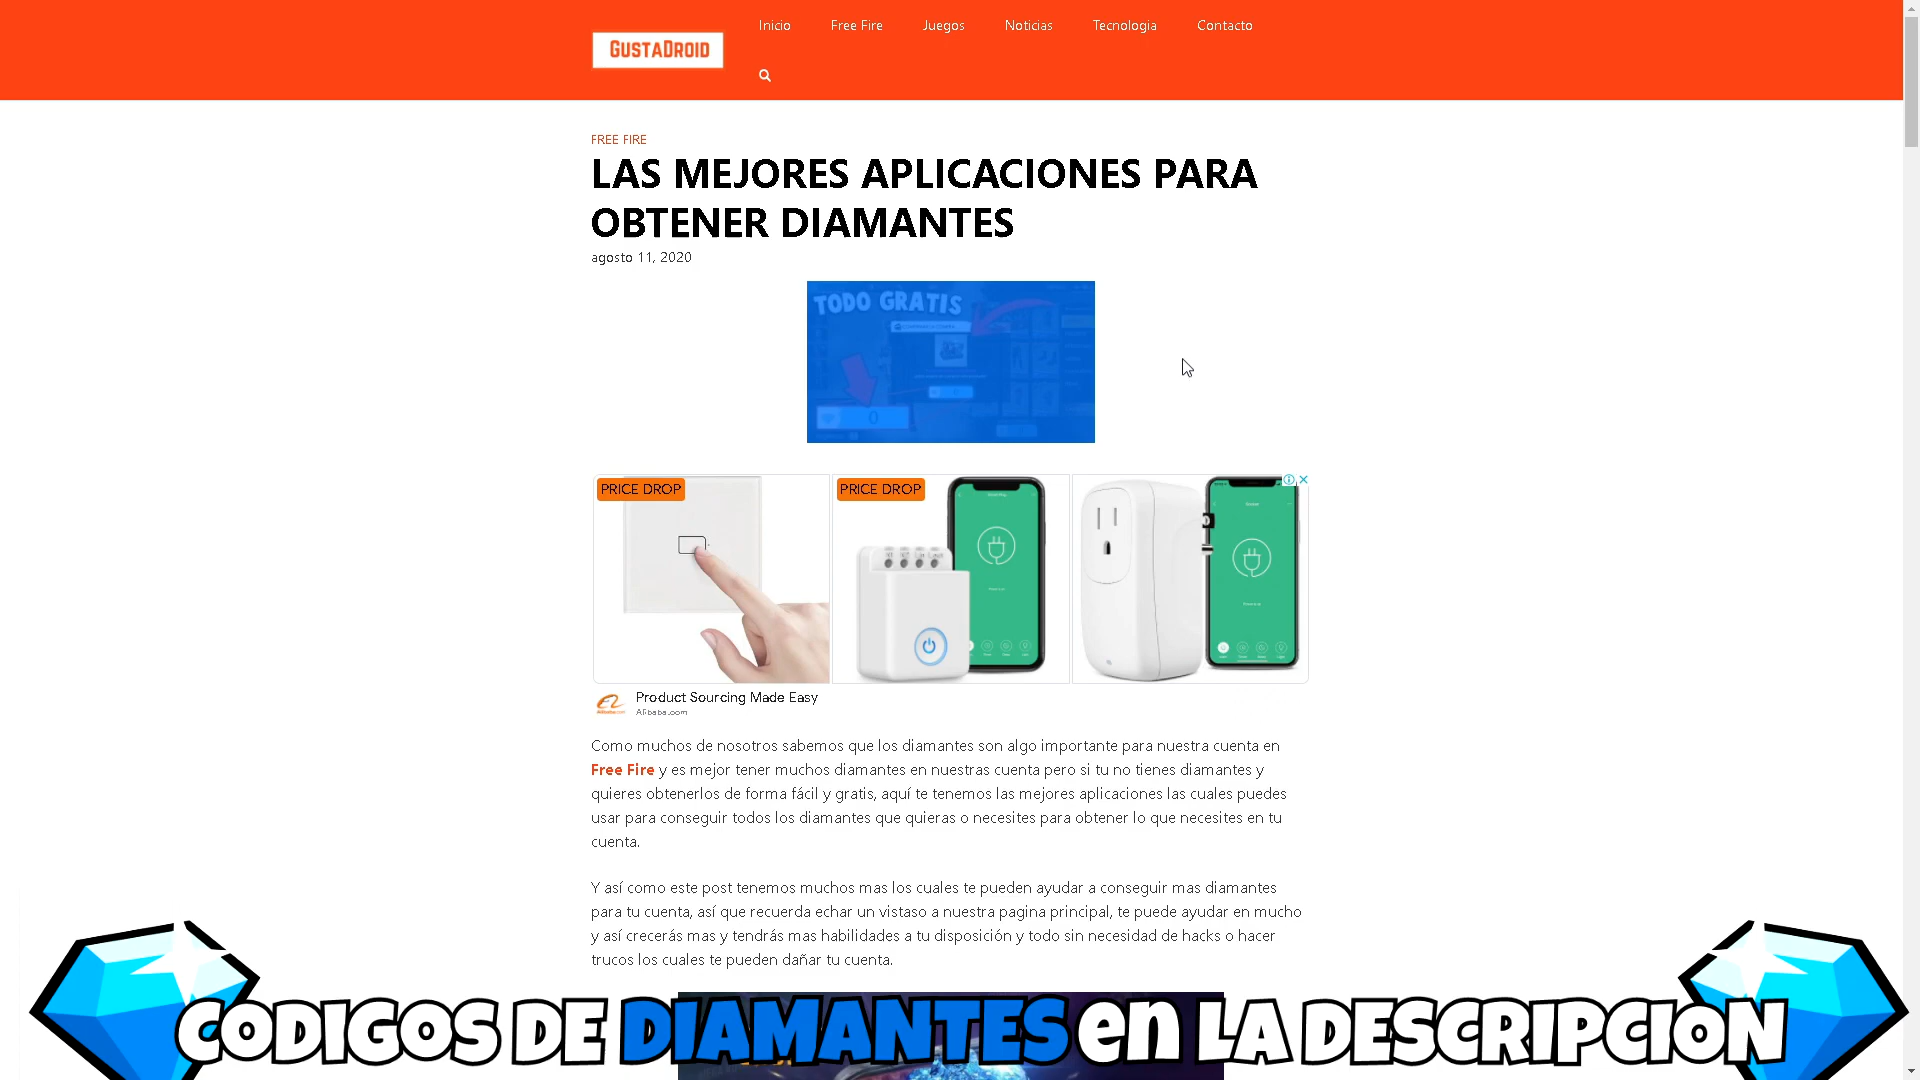 GUSTADROID
Inicio
Free Fire
Juegos
Noticias
Tecnologia
Contacto
FREE FIRE
LAS MEJORES APLICACIONES PARA
OBTENER DIAMANTES
agosto 11, 2020
TODO GRATIS
0
PRICE DROP
PRICE DROP
Product Sourcing Made Easy
Alibaba.com
Como muchos de nosotros sabemos que los diamantes son algo importante para nuestra cuenta en
Free Fire y es mejor tener muchos diamantes en nuestras cuenta pero si tu no tienes diamantes y
quieres obtenerlos de forma fácil y gratis, aquí te tenemos las mejores aplicaciones las cuales puedes
usar para conseguir todos los diamantes que quieras o necesites para obtener lo que necesites en tu
cuenta.
Y así como este post tenemos muchos mas los cuales te pueden ayudar a conseguir mas diamantes
para tu cuenta, así que recuerda echar un vistaso a nuestra pagina principal, te puede ayudar en mucho
y así crecerás mas y tendrás mas habilidades a tu disposición y todo sin necesidad de hacks o hacer
trucos los cuales te pueden dañar tu cuenta.
CODIGOS DE DIAMANTES en LA DESCRIPCION